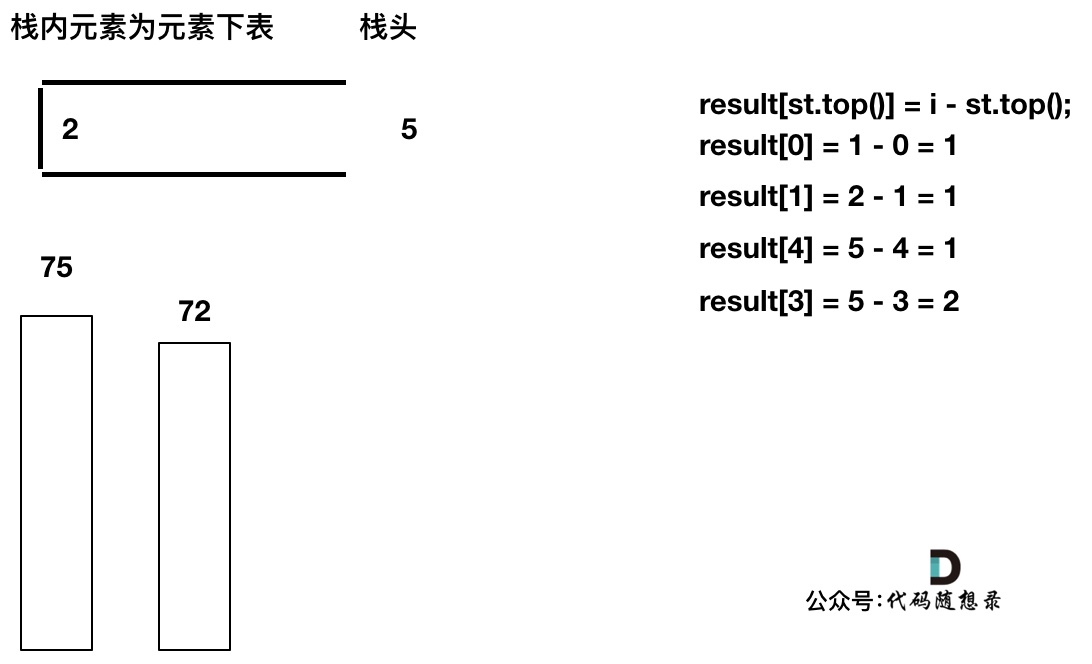 栈内元素为元素下表
栈头
2
5
result[st.top()] = i - st.top();
result[0] = 1 - 0 = 1
result[1] = 2 - 1 = 1
result[4] = 5 - 4 = 1
result[3] = 5 - 3 = 2
75
72
公众号:代码随想录